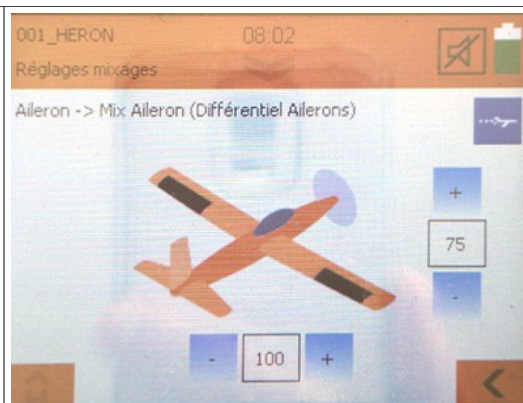 001_HERON 08:02
Réglages mixages
Aileron -> Mix Aileron (Différentiel Ailerons)
+
75
-
- 100 +